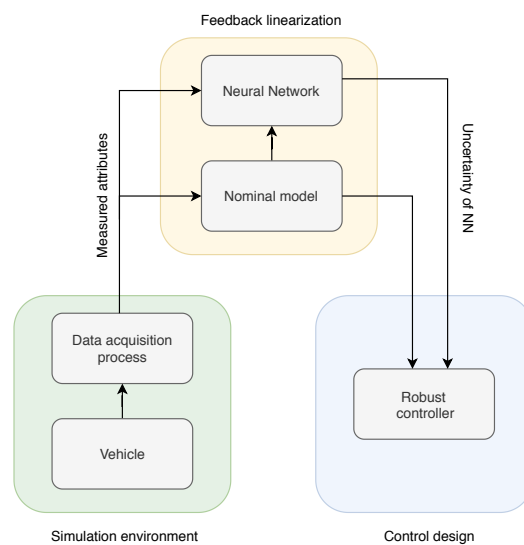 Feedback linearization
Neural Network
Nominal model
Measured attributes
Uncertainty of NN
Data acquisition
process
Vehicle
Robust
controller
Simulation environment
Control design